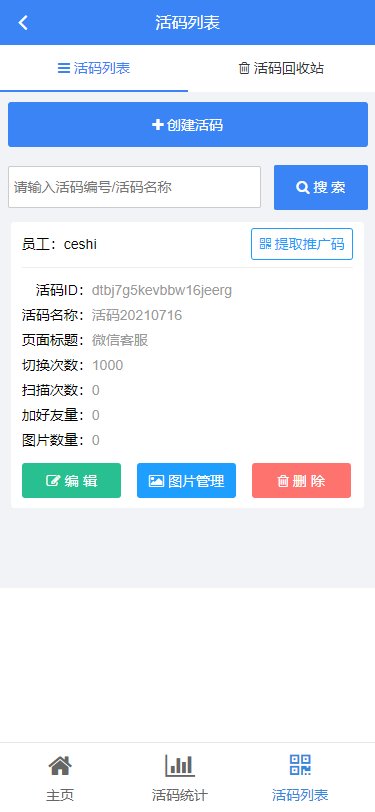 活码列表
活码列表 活码回收站
创建活码
请输入活码编号/活码名称 搜 索
员工：ceshi 提取推广码
活码ID：dtbj7g5kevbbw16jeerg
活码名称：活码20210716
页面标题：微信客服
切换次数：1000
扫描次数：0
加好友量：0
图片数量：0
编 辑 图片管理 删 除
主页 活码统计 活码列表